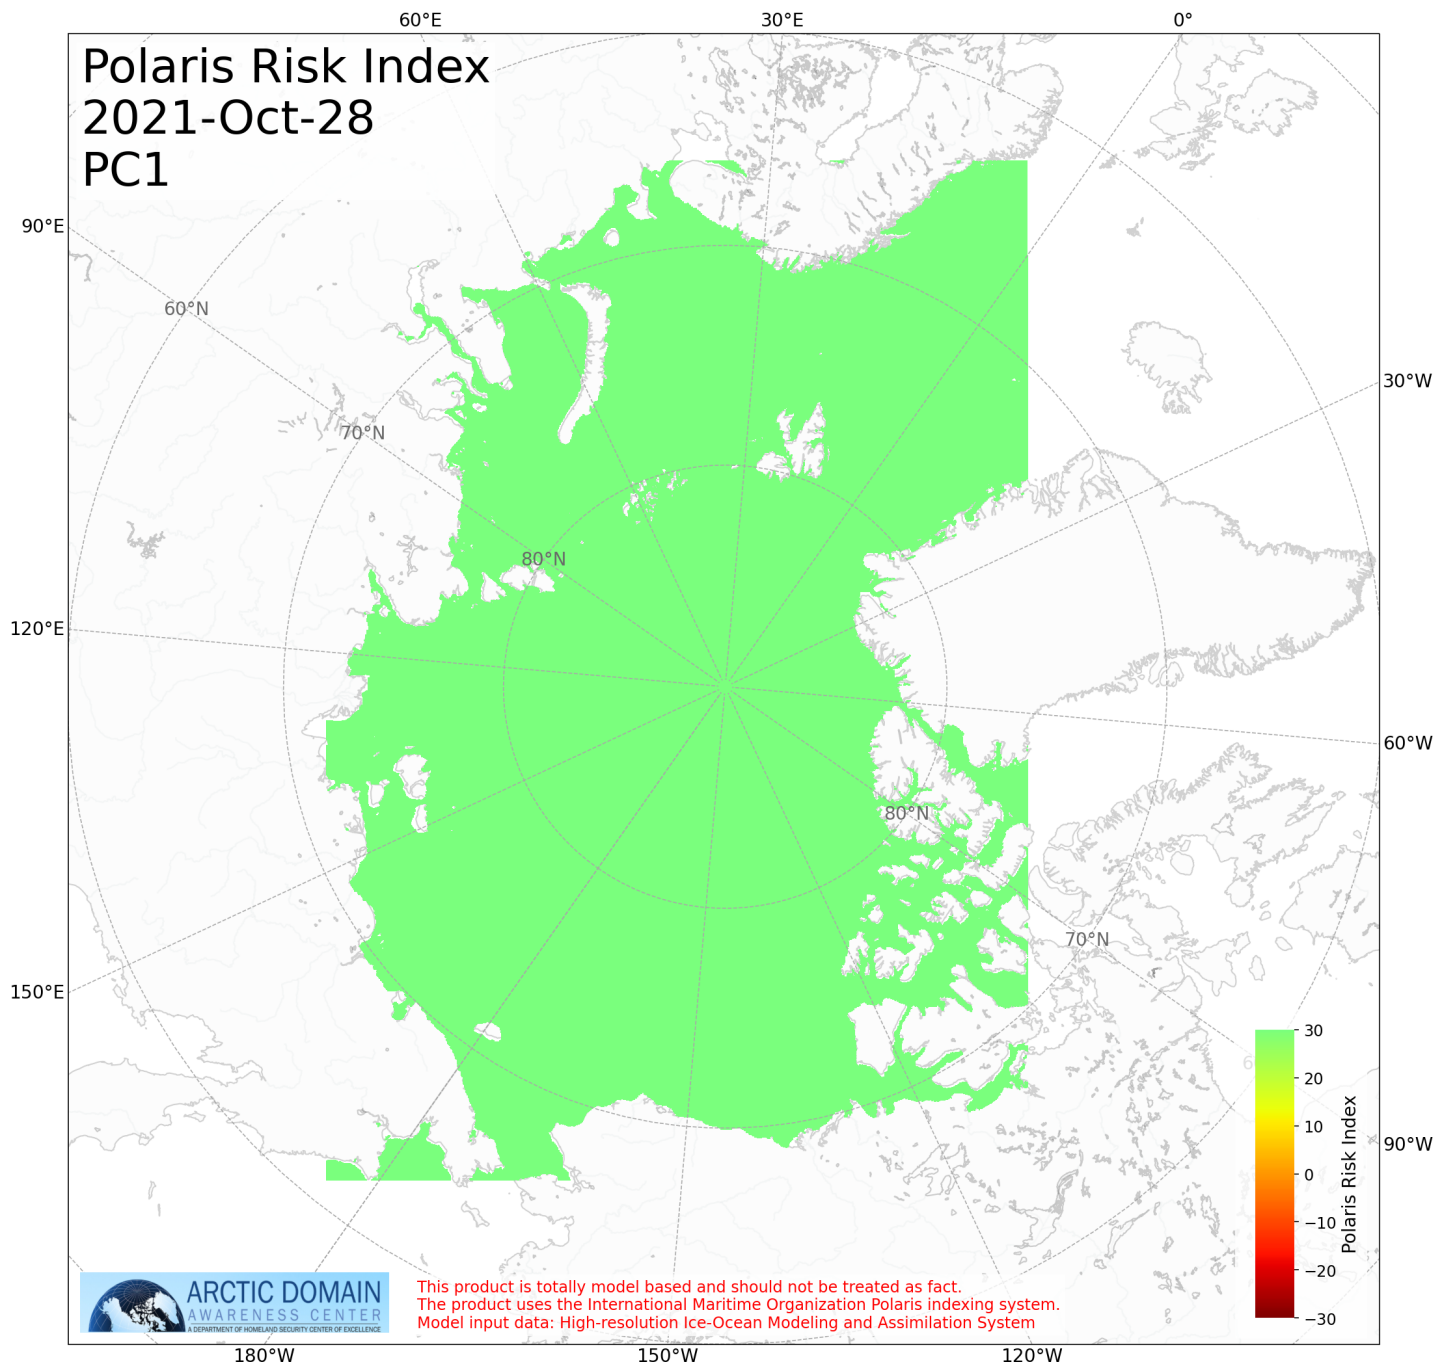 60°E 30°E 0°
Polaris Risk Index
2021-Oct-28
PC1
90°E
60°N
30°W
70°N
80°N
120°E
60°W
80°N
70°N
150°E
30
20
10
0
−10
−20
−30
Polaris Risk Index
90°W
ARCTIC DOMAIN
AWARENESS CENTER
A DEPARTMENT OF HOMELAND SECURITY CENTER OF EXCELLENCE
This product is totally model based and should not be treated as fact.
The product uses the International Maritime Organization Polaris indexing system.
Model input data: High-resolution Ice-Ocean Modeling and Assimilation System
180°W 150°W 120°W